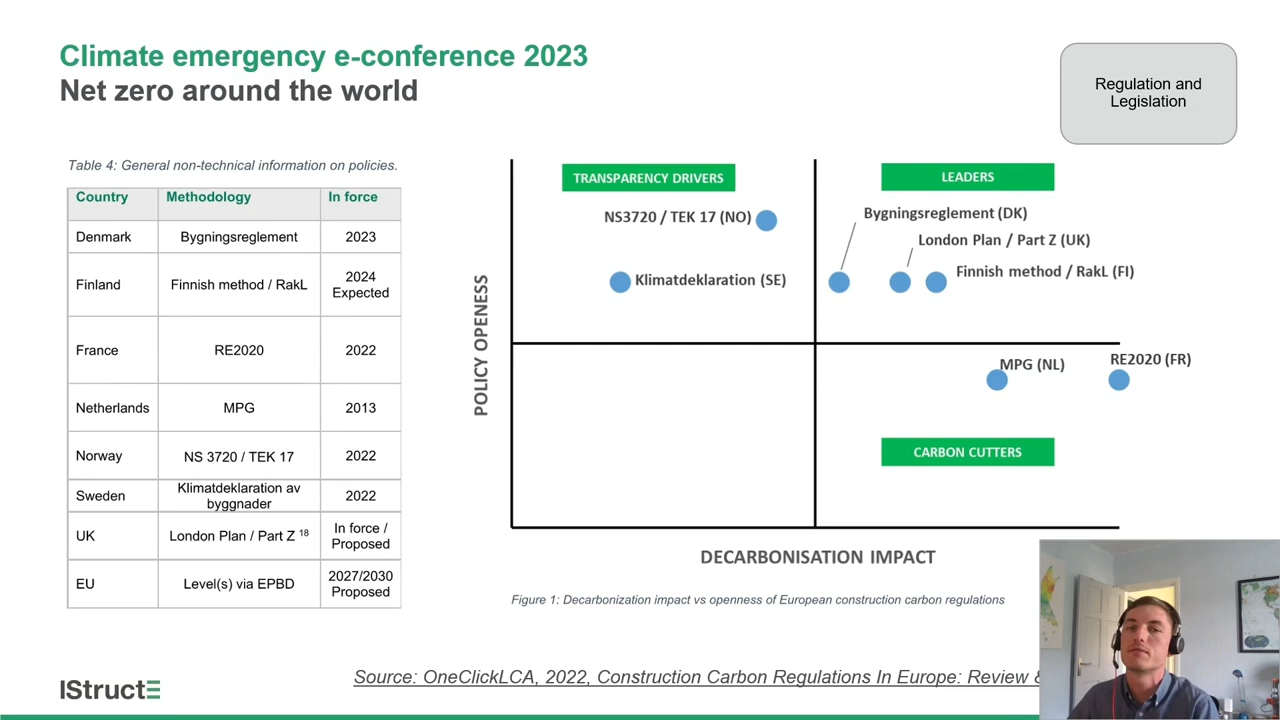 Climate emergency e-conference 2023
Net zero around the world
Regulation and
Legislation
Table 4: General non-technical information on policies.
Country Methodology In force
Denmark Bygningsreglement 2023
Finland Finnish method / RakL 2024
Expected
France RE2020 2022
Netherlands MPG 2013
Norway NS 3720 / TEK 17 2022
Sweden Klimatdeklaration av
byggnader 2022
UK London Plan / Part Z 18 In force /
Proposed
EU Level(s) via EPBD 2027/2030
Proposed
TRANSPARENCY DRIVERS
LEADERS
NS3720 / TEK 17 (NO)
Bygningsreglement (DK)
London Plan / Part Z (UK)
Klimatdeklaration (SE)
Finnish method / RakL (FI)
POLICY OPENNESS
MPG (NL)
RE2020 (FR)
CARBON CUTTERS
DECARBONISATION IMPACT
Figure 1: Decarbonization impact vs openness of European construction carbon regulations
Source: OneClickLCA, 2022, Construction Carbon Regulations In Europe: Review &
IStructE